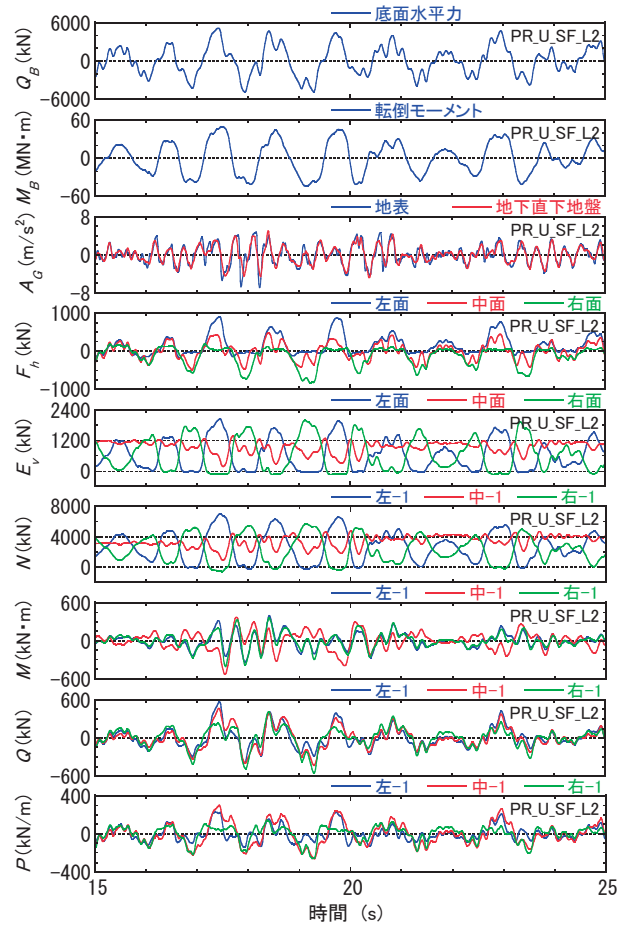 底面水平力
PR_U_SF_L2
6000
0
−6000
Q_B (kN)
転倒モーメント
PR_U_SF_L2
60
0
−60
M_B (MN・m)
地表 地下直下地盤
PR_U_SF_L2
8
0
−8
A_G (m/s²)
左面 中面 右面
PR_U_SF_L2
1000
0
−1000
F_h (kN)
左面 中面 右面
PR_U_SF_L2
2400
1200
0
E_v (kN)
左-1 中-1 右-1
PR_U_SF_L2
8000
4000
0
N (kN)
左-1 中-1 右-1
PR_U_SF_L2
600
0
−600
M (kN・m)
左-1 中-1 右-1
PR_U_SF_L2
600
0
−600
Q (kN)
左-1 中-1 右-1
PR_U_SF_L2
400
0
−400
P (kN/m)
15 20 25
時間 (s)